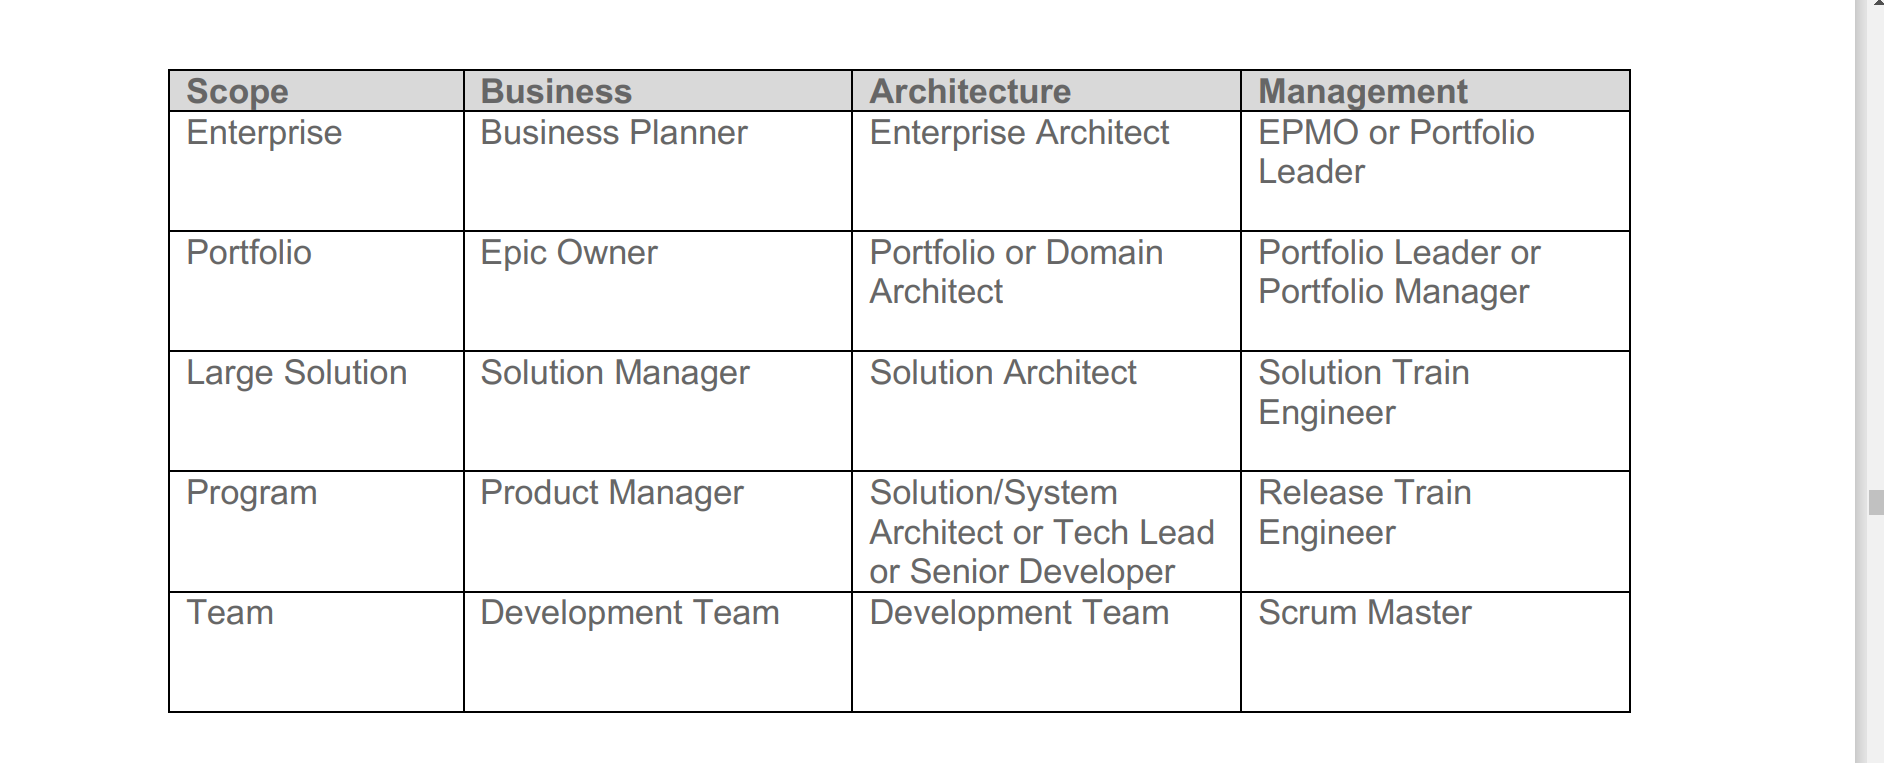 Scope Business Architecture Management
Enterprise Business Planner Enterprise Architect EPMO or Portfolio
Leader
Portfolio Epic Owner Portfolio or Domain Portfolio Leader or
Architect Portfolio Manager
Large Solution Solution Manager Solution Architect Solution Train
Engineer
Program Product Manager Solution/System Release Train
Architect or Tech Lead Engineer
or Senior Developer
Team Development Team Development Team Scrum Master